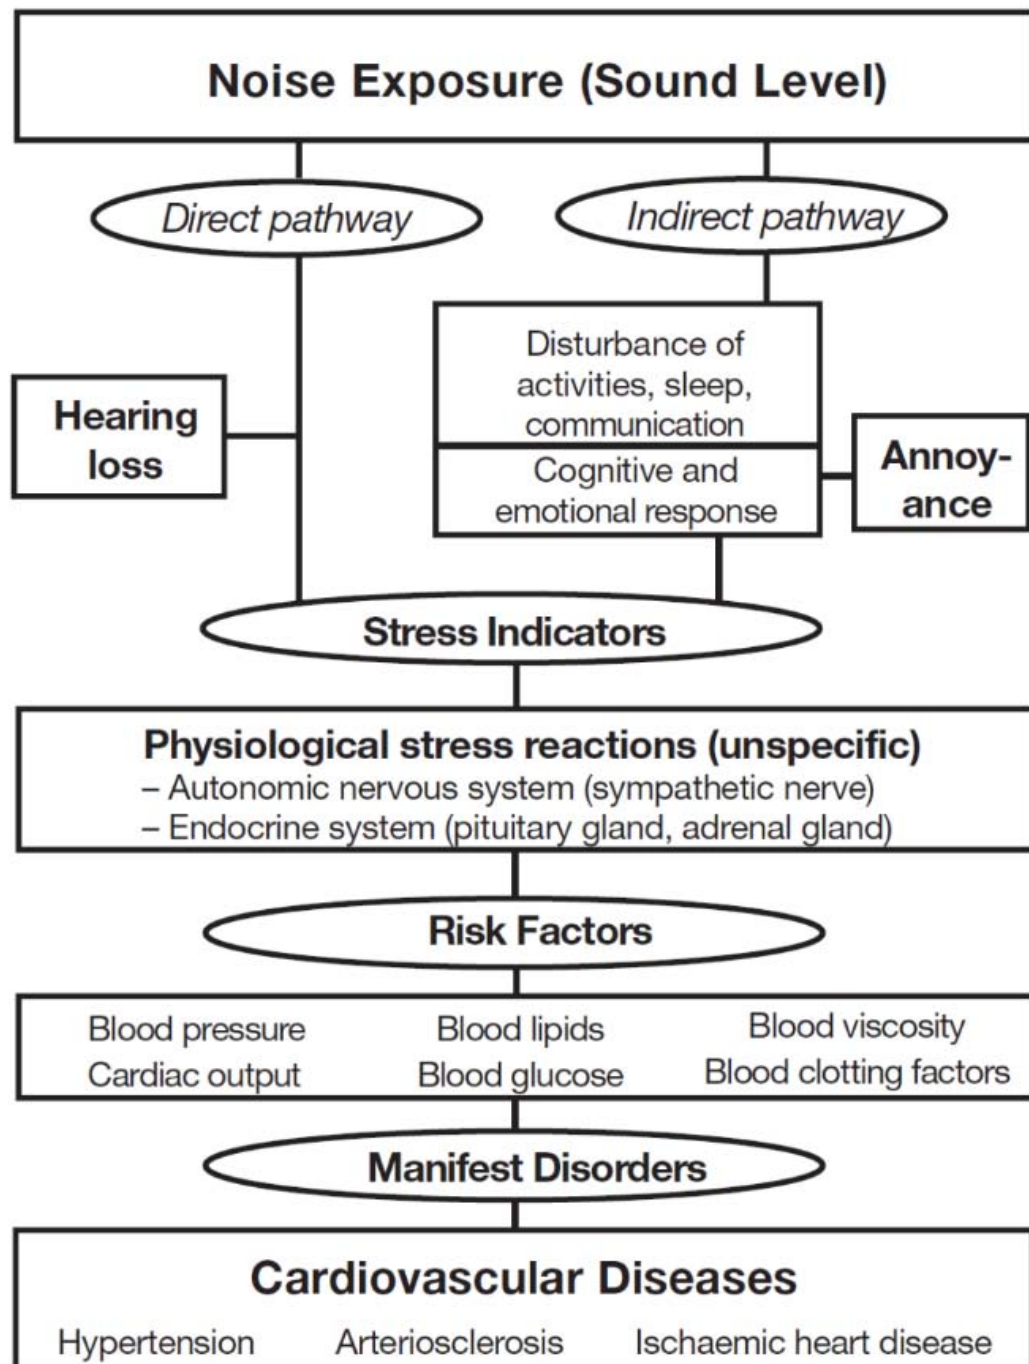 Noise Exposure (Sound Level)
Direct pathway
Indirect pathway
Disturbance of
activities, sleep,
communication
Hearing
loss
Cognitive and
emotional response
Annoy-
ance
Stress Indicators
Physiological stress reactions (unspecific)
– Autonomic nervous system (sympathetic nerve)
– Endocrine system (pituitary gland, adrenal gland)
Risk Factors
Blood pressure Blood lipids Blood viscosity
Cardiac output Blood glucose Blood clotting factors
Manifest Disorders
Cardiovascular Diseases
Hypertension Arteriosclerosis Ischaemic heart disease